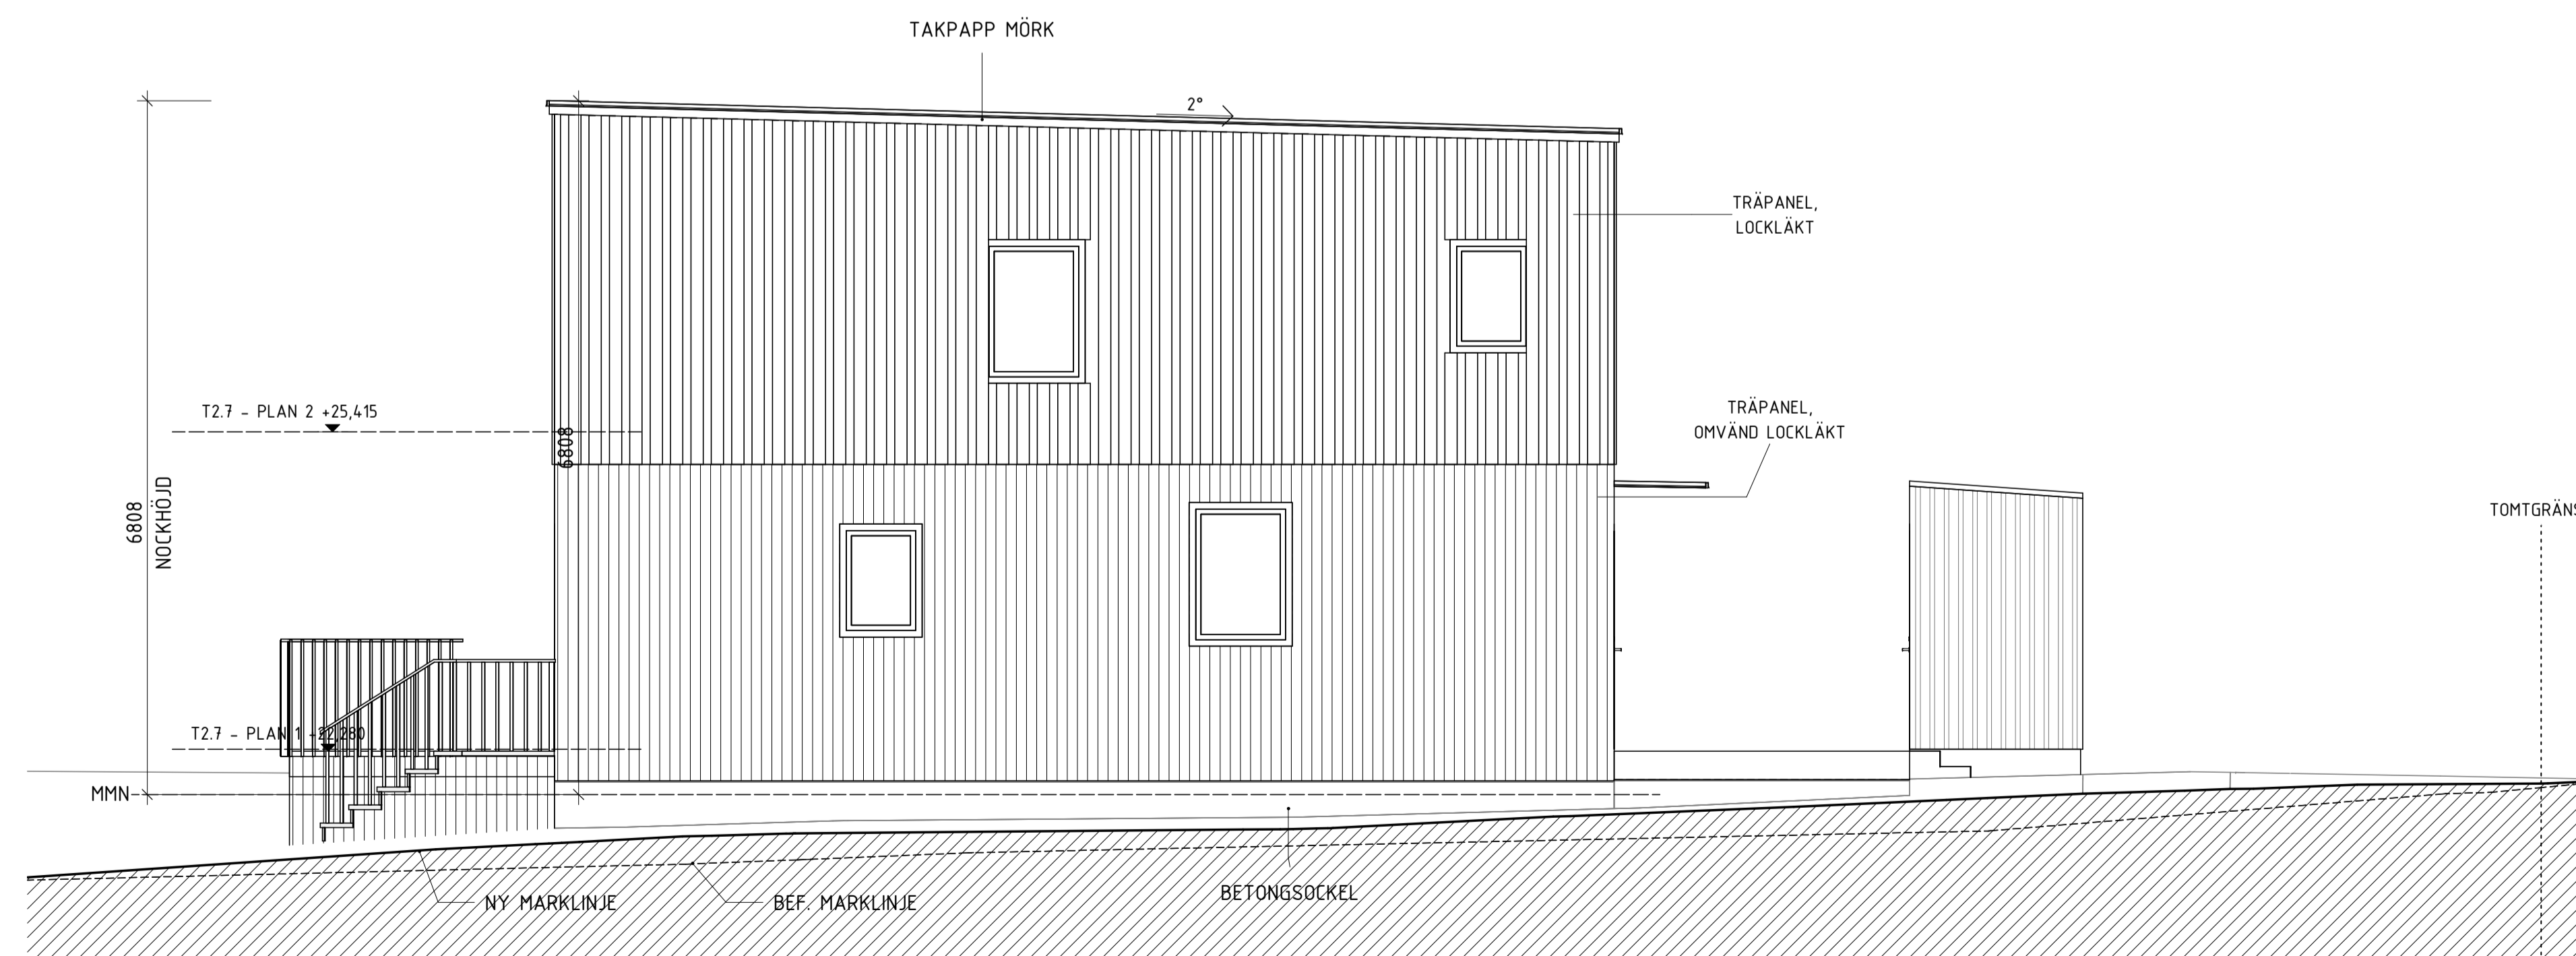 TAKPAPP MÖRK
2°
TRÄPANEL,
LOCKLÄKT
T2.7 - PLAN 2 +25,415
TRÄPANEL,
OMVÄND LOCKLÄKT
6808
6808
NOCKHÖJD
TOMTGRÄNS
T2.7 - PLAN 1 +22,280
MMN
NY MARKLINJE
BEF. MARKLINJE
BETONGSOCKEL